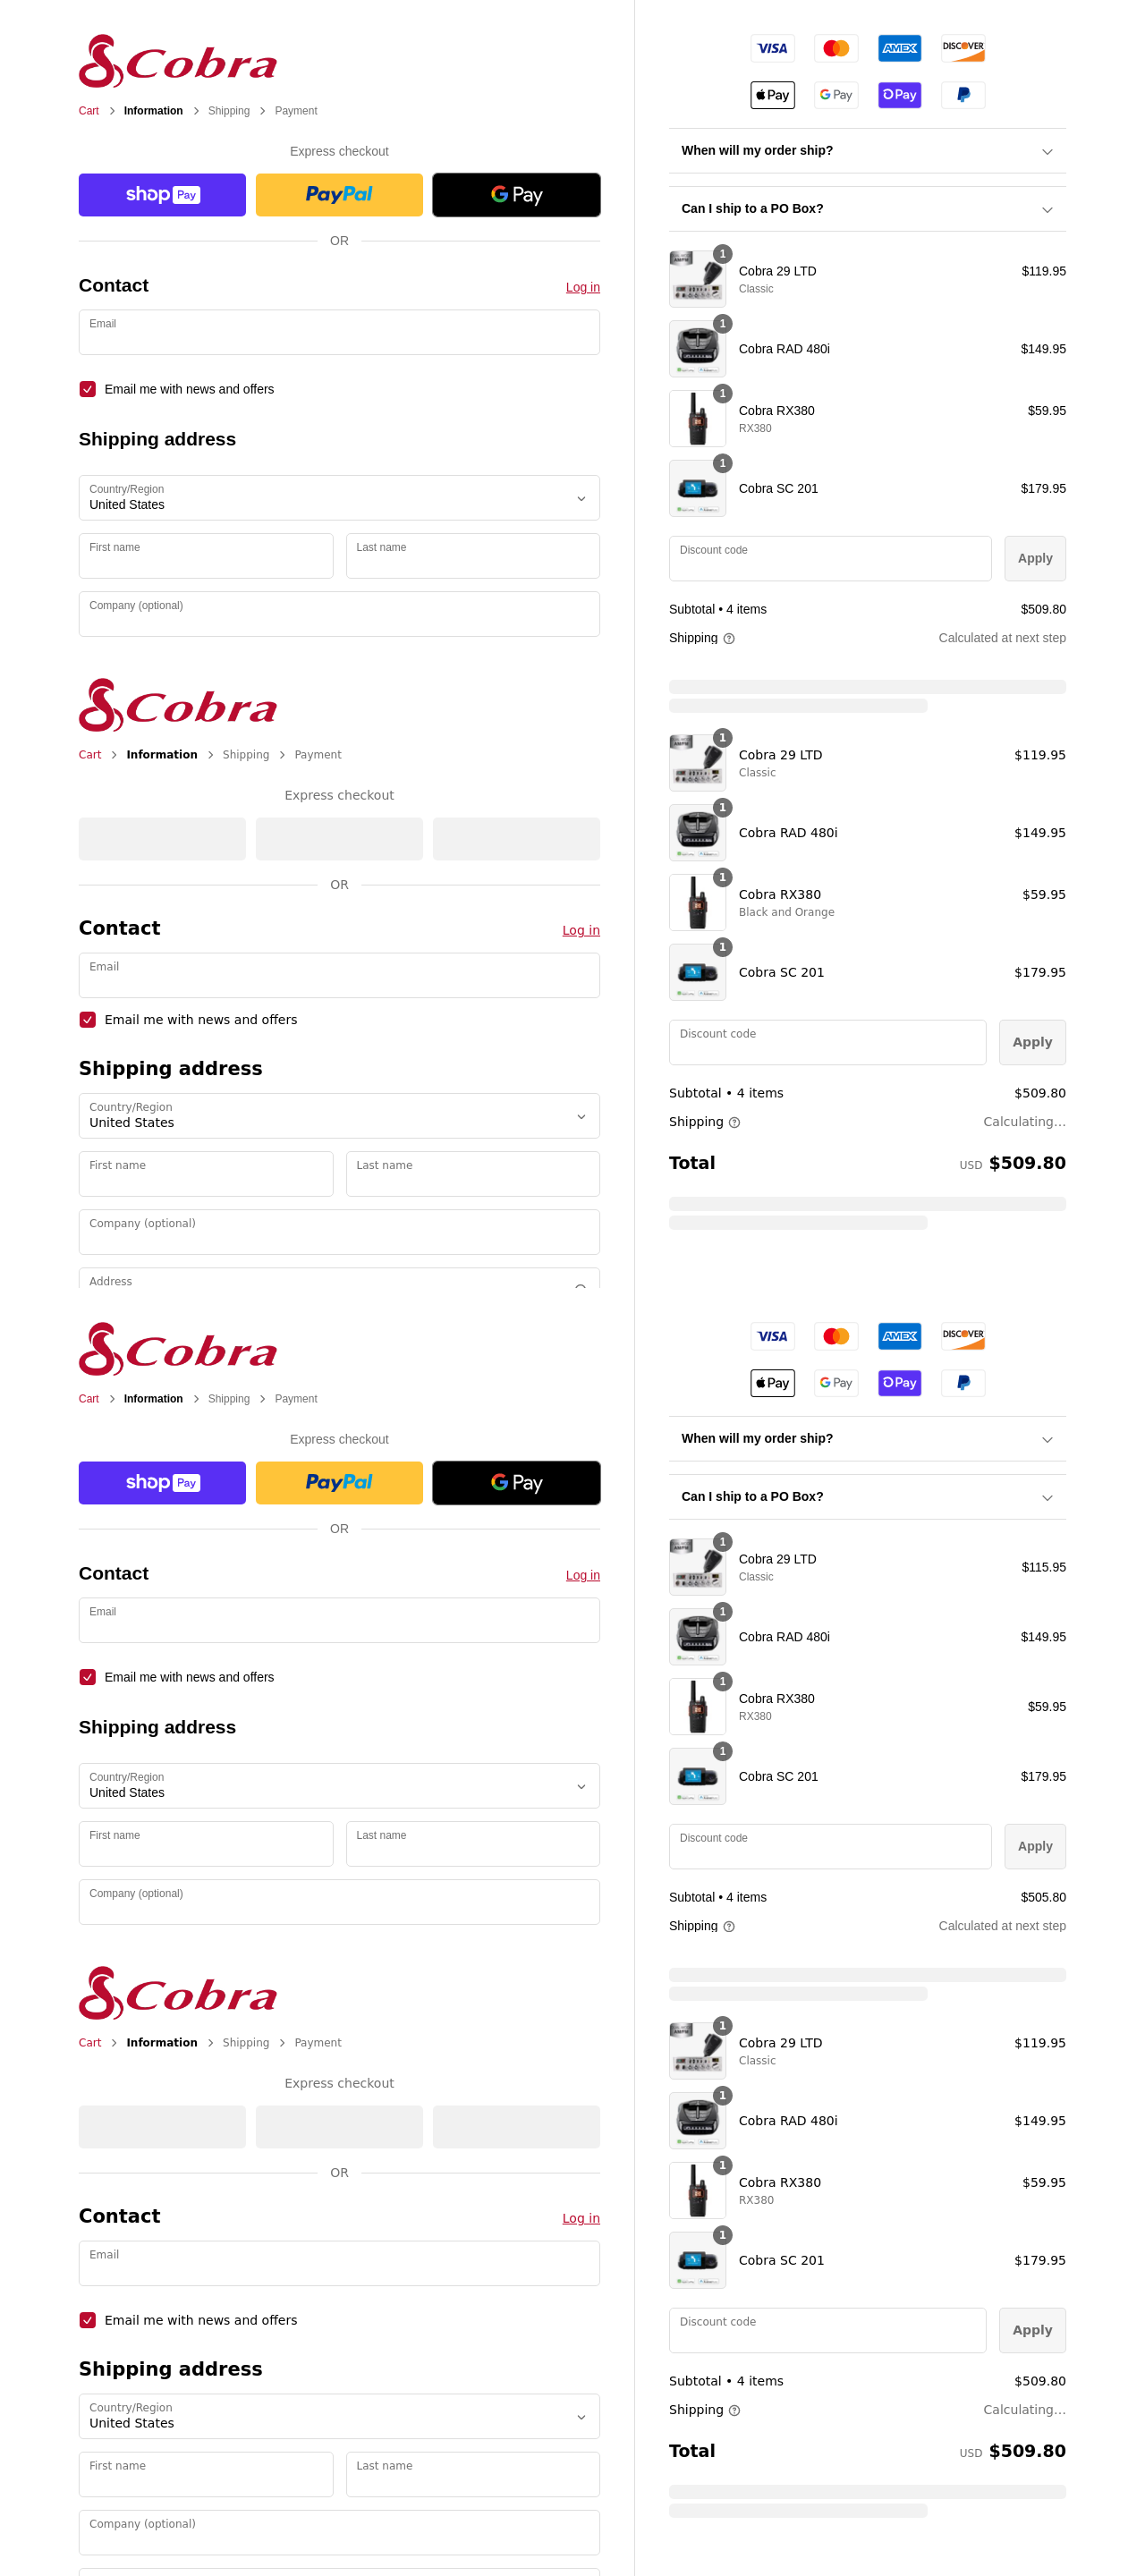 Cobra
Cart > Information > Shipping > Payment
Express checkout
shop Pay PayPal G Pay
OR
Contact Log in
Email
Email me with news and offers
Shipping address
Country/Region
United States
First name Last name
Company (optional)
VISA AMEX DISCOVER
Pay G Pay Pay
When will my order ship?
Can I ship to a PO Box?
1
Cobra 29 LTD $119.95
Classic
1
Cobra RAD 480i $149.95
1
Cobra RX380 $59.95
RX380
1
Cobra SC 201 $179.95
Discount code Apply
Subtotal • 4 items $509.80
Shipping Calculated at next step
Cobra
Cart > Information > Shipping > Payment
Express checkout
OR
Contact Log in
Email
Email me with news and offers
Shipping address
Country/Region
United States
First name Last name
Company (optional)
Address
1
Cobra 29 LTD $119.95
Classic
1
Cobra RAD 480i $149.95
1
Cobra RX380 $59.95
Black and Orange
1
Cobra SC 201 $179.95
Discount code Apply
Subtotal • 4 items $509.80
Shipping Calculating...
Total USD $509.80
Cobra
Cart > Information > Shipping > Payment
Express checkout
shop Pay PayPal G Pay
OR
Contact Log in
Email
Email me with news and offers
Shipping address
Country/Region
United States
First name Last name
Company (optional)
VISA AMEX DISCOVER
Pay G Pay Pay
When will my order ship?
Can I ship to a PO Box?
1
Cobra 29 LTD $115.95
Classic
1
Cobra RAD 480i $149.95
1
Cobra RX380 $59.95
RX380
1
Cobra SC 201 $179.95
Discount code Apply
Subtotal • 4 items $505.80
Shipping Calculated at next step
Cobra
Cart > Information > Shipping > Payment
Express checkout
OR
Contact Log in
Email
Email me with news and offers
Shipping address
Country/Region
United States
First name Last name
Company (optional)
1
Cobra 29 LTD $119.95
Classic
1
Cobra RAD 480i $149.95
1
Cobra RX380 $59.95
RX380
1
Cobra SC 201 $179.95
Discount code Apply
Subtotal • 4 items $509.80
Shipping Calculating...
Total USD $509.80